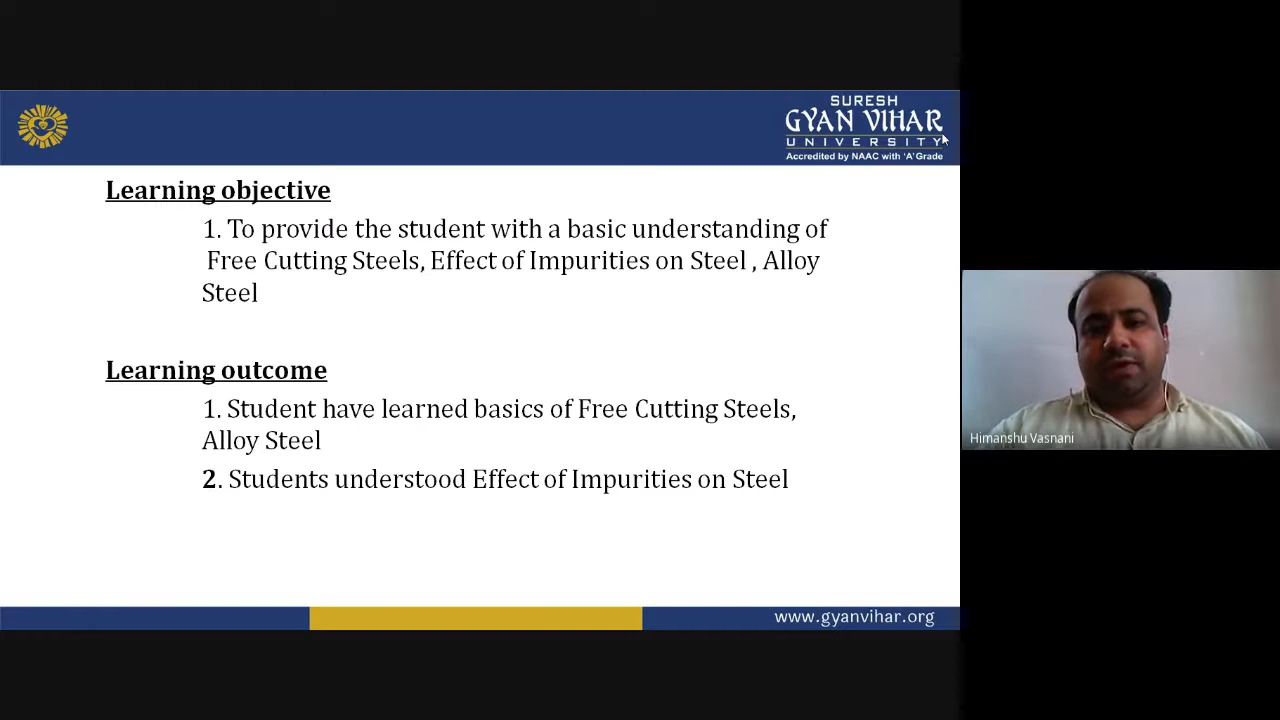 SURESH
GYAN VIHAR
UNIVERSITY
Accredited by NAAC with 'A' Grade
Learning objective
1. To provide the student with a basic understanding of
Free Cutting Steels, Effect of Impurities on Steel , Alloy
Steel
Learning outcome
1. Student have learned basics of Free Cutting Steels,
Alloy Steel
2. Students understood Effect of Impurities on Steel
Himanshu Vasnani
www.gyanvihar.org